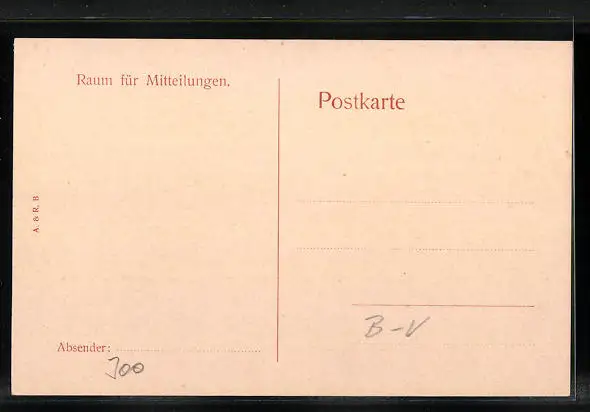 Raum für Mitteilungen.
Postkarte
A. & R. B
B-V
Absender:
300